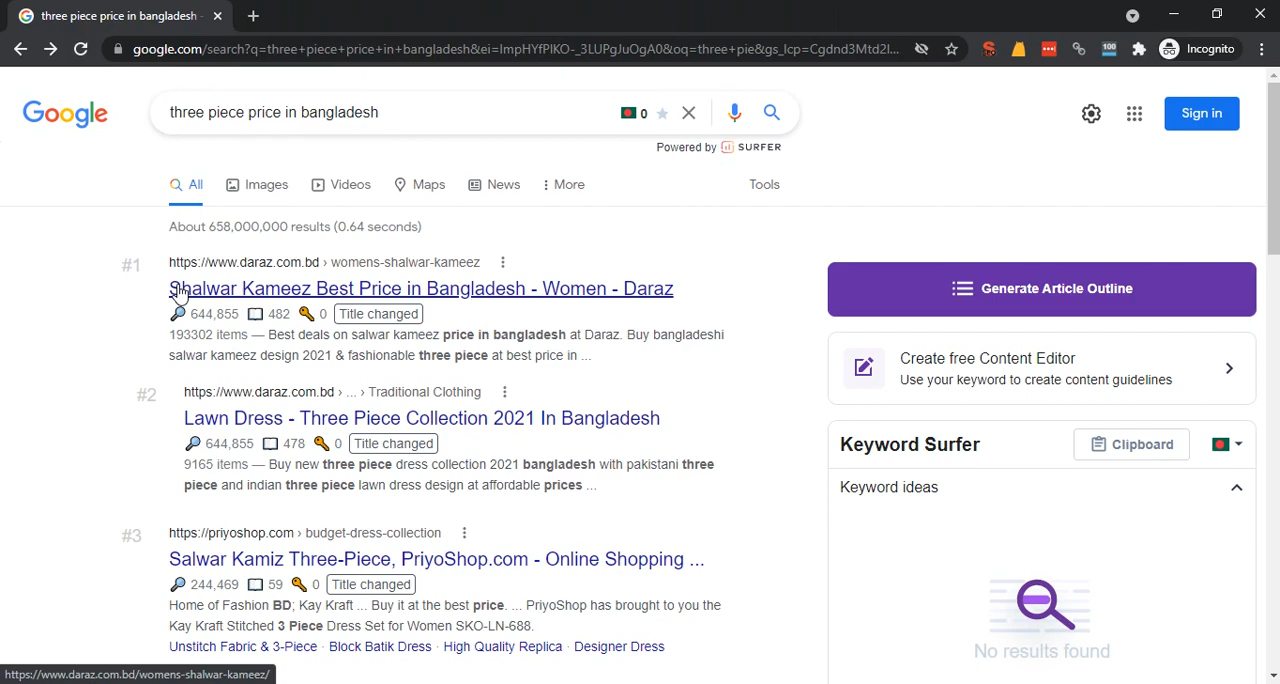 three piece price in bangladesh -
google.com/search?q=three+piece+price+in+bangladesh&ei=ImpHYfPIKO-_3LUPgJuOgA0&oq=three+pie&gs_lcp=Cgdnd3Mtd2l...
100
Incognito
Google
three piece price in bangladesh
0
Sign in
Powered by SURFER
All Images Videos Maps News More Tools
About 658,000,000 results (0.64 seconds)
#1
https://www.daraz.com.bd › womens-shalwar-kameez
Shalwar Kameez Best Price in Bangladesh - Women - Daraz
644,855 482 0 Title changed
193302 items — Best deals on salwar kameez price in bangladesh at Daraz. Buy bangladeshi
salwar kameez design 2021 & fashionable three piece at best price in ...
#2
https://www.daraz.com.bd › ... › Traditional Clothing
Lawn Dress - Three Piece Collection 2021 In Bangladesh
644,855 478 0 Title changed
9165 items — Buy new three piece dress collection 2021 bangladesh with pakistani three
piece and indian three piece lawn dress design at affordable prices ...
#3
https://priyoshop.com › budget-dress-collection
Salwar Kamiz Three-Piece, PriyoShop.com - Online Shopping ...
244,469 59 0 Title changed
Home of Fashion BD; Kay Kraft ... Buy it at the best price. ... PriyoShop has brought to you the
Kay Kraft Stitched 3 Piece Dress Set for Women SKO-LN-688.
Unstitch Fabric & 3-Piece · Block Batik Dress · High Quality Replica · Designer Dress
Generate Article Outline
Create free Content Editor
Use your keyword to create content guidelines
Keyword Surfer
Clipboard
Keyword ideas
No results found
https://www.daraz.com.bd/womens-shalwar-kameez/